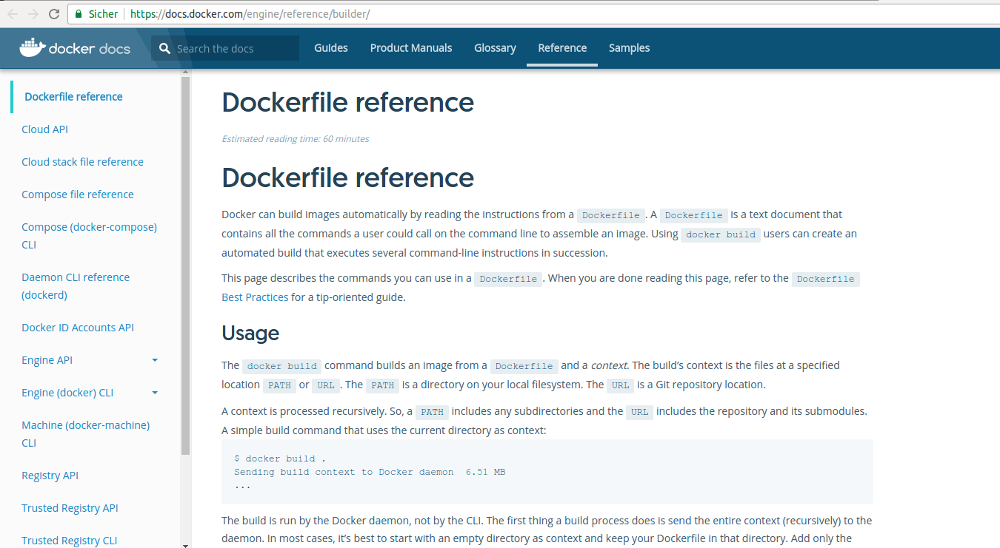 Sicher https://docs.docker.com/engine/reference/builder/
docker docs
Search the docs
Guides Product Manuals Glossary Reference Samples
Dockerfile reference
Cloud API
Cloud stack file reference
Compose file reference
Compose (docker-compose)
CLI
Daemon CLI reference
(dockerd)
Docker ID Accounts API
Engine API
Engine (docker) CLI
Machine (docker-machine)
CLI
Registry API
Trusted Registry API
Trusted Registry CLI
Dockerfile reference
Estimated reading time: 60 minutes
Dockerfile reference
Docker can build images automatically by reading the instructions from a Dockerfile. A Dockerfile is a text document that
contains all the commands a user could call on the command line to assemble an image. Using docker build users can create an
automated build that executes several command-line instructions in succession.
This page describes the commands you can use in a Dockerfile. When you are done reading this page, refer to the Dockerfile
Best Practices for a tip-oriented guide.
Usage
The docker build command builds an image from a Dockerfile and a context. The build’s context is the files at a specified
location PATH or URL. The PATH is a directory on your local filesystem. The URL is a Git repository location.
A context is processed recursively. So, a PATH includes any subdirectories and the URL includes the repository and its submodules.
A simple build command that uses the current directory as context:
$ docker build .
Sending build context to Docker daemon  6.51 MB
...
The build is run by the Docker daemon, not by the CLI. The first thing a build process does is send the entire context (recursively) to the
daemon. In most cases, it’s best to start with an empty directory as context and keep your Dockerfile in that directory. Add only the